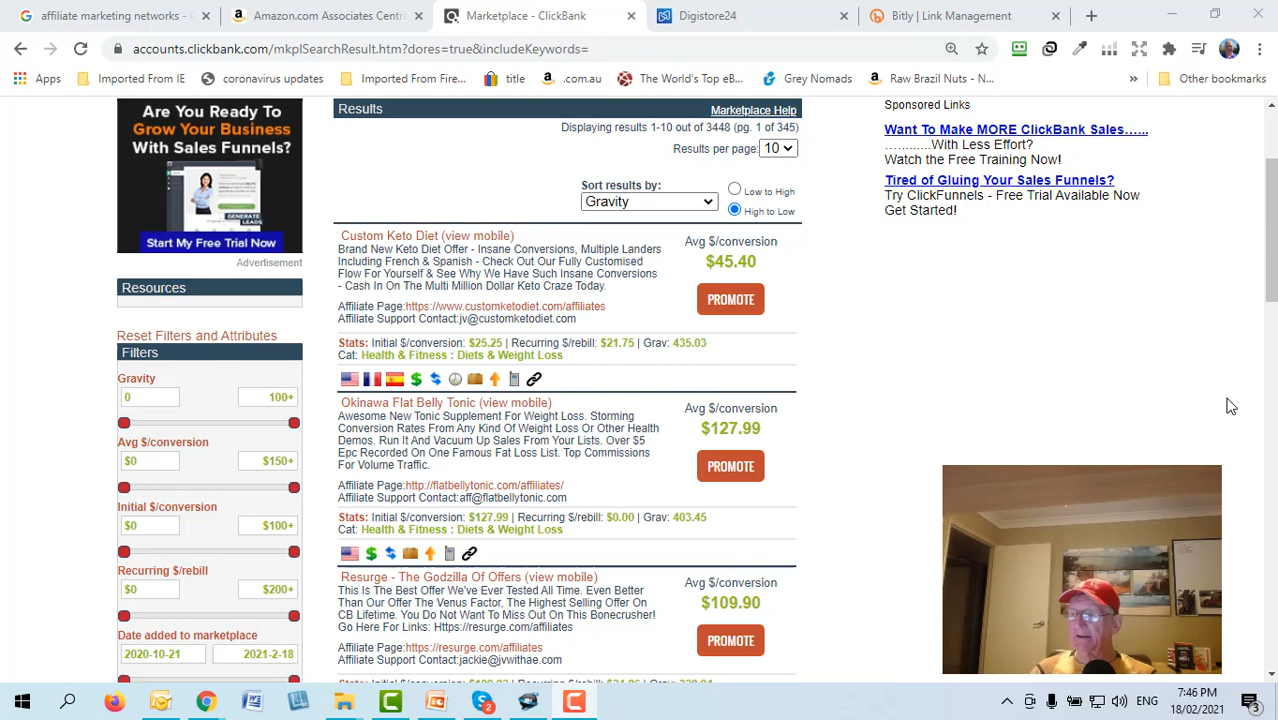 affiliate marketing networks - G
Amazon.com Associates Centra
Marketplace - ClickBank
Digistore24
Bitly | Link Management
accounts.clickbank.com/mkplSearchResult.htm?dores=true&includeKeywords=
Apps
Imported From IE
coronavirus updates
Imported From Fire...
title
.com.au
The World's Top eB...
Grey Nomads
Raw Brazil Nuts - N...
Other bookmarks
Are You Ready To
Grow Your Business
With Sales Funnels?
GENERATE
LEADS
Start My Free Trial Now
Advertisement
Resources
Reset Filters and Attributes
Filters
Gravity
0
100+
Avg $/conversion
$0
$150+
Initial $/conversion
$0
$100+
Recurring $/rebill
$0
$200+
Date added to marketplace
2020-10-21
2021-2-18
Results
Marketplace Help
Displaying results 1-10 out of 3448 (pg. 1 of 345)
Results per page: 10
Sort results by:
Gravity
Low to High
High to Low
Custom Keto Diet (view mobile)
Brand New Keto Diet Offer - Insane Conversions, Multiple Landers
Including French & Spanish - Check Out Our Fully Customised
Flow For Yourself & See Why We Have Such Insane Conversions
- Cash In On The Multi Million Dollar Keto Craze Today.
Affiliate Page:https://www.customketodiet.com/affiliates
Affiliate Support Contact:jv@customketodiet.com
Avg $/conversion
$45.40
PROMOTE
Stats: Initial $/conversion: $25.25 | Recurring $/rebill: $21.75 | Grav: 435.03
Cat: Health & Fitness : Diets & Weight Loss
Okinawa Flat Belly Tonic (view mobile)
Awesome New Tonic Supplement For Weight Loss. Storming
Conversion Rates From Any Kind Of Weight Loss Or Other Health
Demos. Run It And Vacuum Up Sales From Your Lists. Over $5
Epc Recorded On One Famous Fat Loss List. Top Commissions
For Volume Traffic.
Affiliate Page:http://flatbellytonic.com/affiliates/
Affiliate Support Contact:aff@flatbellytonic.com
Avg $/conversion
$127.99
PROMOTE
Stats: Initial $/conversion: $127.99 | Recurring $/rebill: $0.00 | Grav: 403.45
Cat: Health & Fitness : Diets & Weight Loss
Resurge - The Godzilla Of Offers (view mobile)
This Is The Best Offer We've Ever Tested All Time. Even Better
Than Our Offer The Venus Factor, The Highest Selling Offer On
CB Lifetime. You Do Not Want To Miss Out On This Bonecrusher!
Go Here For Links: Https://resurge.com/affiliates
Affiliate Page:https://resurge.com/affiliates
Affiliate Support Contact:jackie@jvwithae.com
Avg $/conversion
$109.90
PROMOTE
Sponsored Links
Want To Make MORE ClickBank Sales…...
…........With Less Effort?
Watch the Free Training Now!
Tired of Gluing Your Sales Funnels?
Try ClickFunnels - Free Trial Available Now
Get Started!
2
ENG
7:46 PM
18/02/2021
3